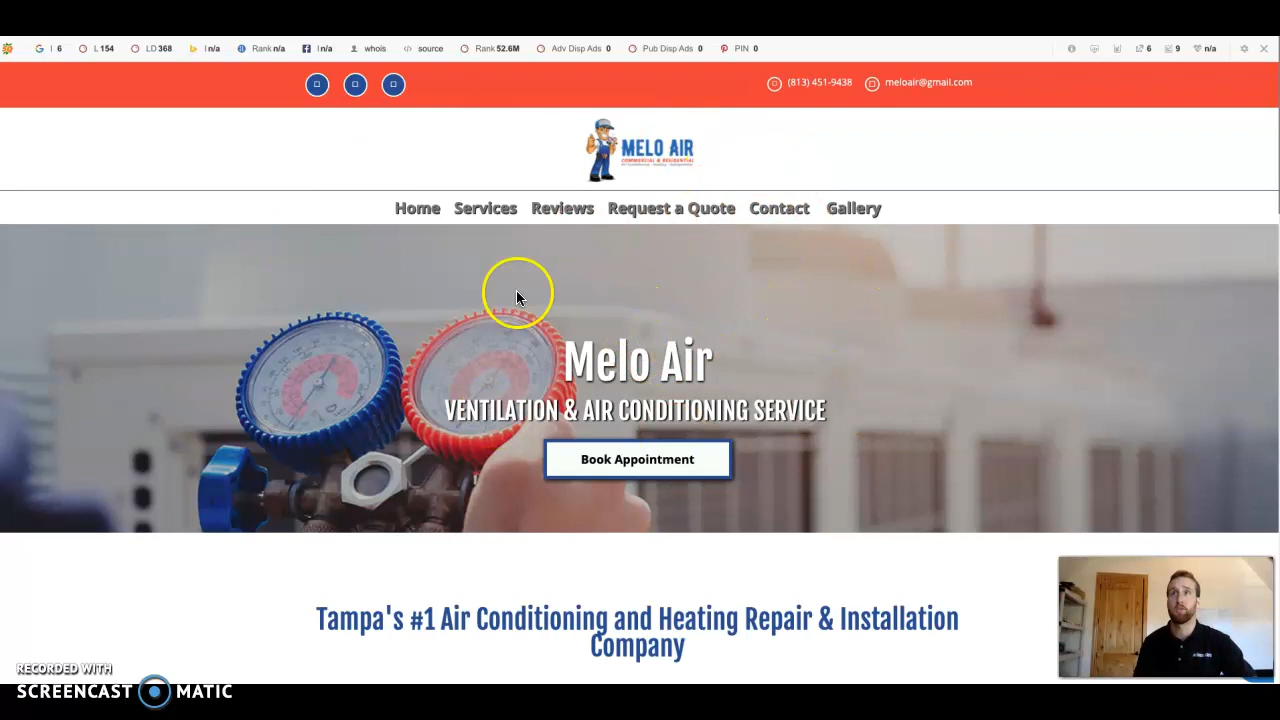 I 6 L 154 LD 368 I n/a Rank n/a I n/a whois source Rank 52.6M Adv Disp Ads 0 Pub Disp Ads 0 PIN 0 6 9 n/a
(813) 451-9438 meloair@gmail.com
MELO AIR
COMMERCIAL & RESIDENTIAL
Home Services Reviews Request a Quote Contact Gallery
Melo Air
VENTILATION & AIR CONDITIONING SERVICE
Book Appointment
Tampa's #1 Air Conditioning and Heating Repair & Installation
Company
RECORDED WITH
SCREENCAST MATIC